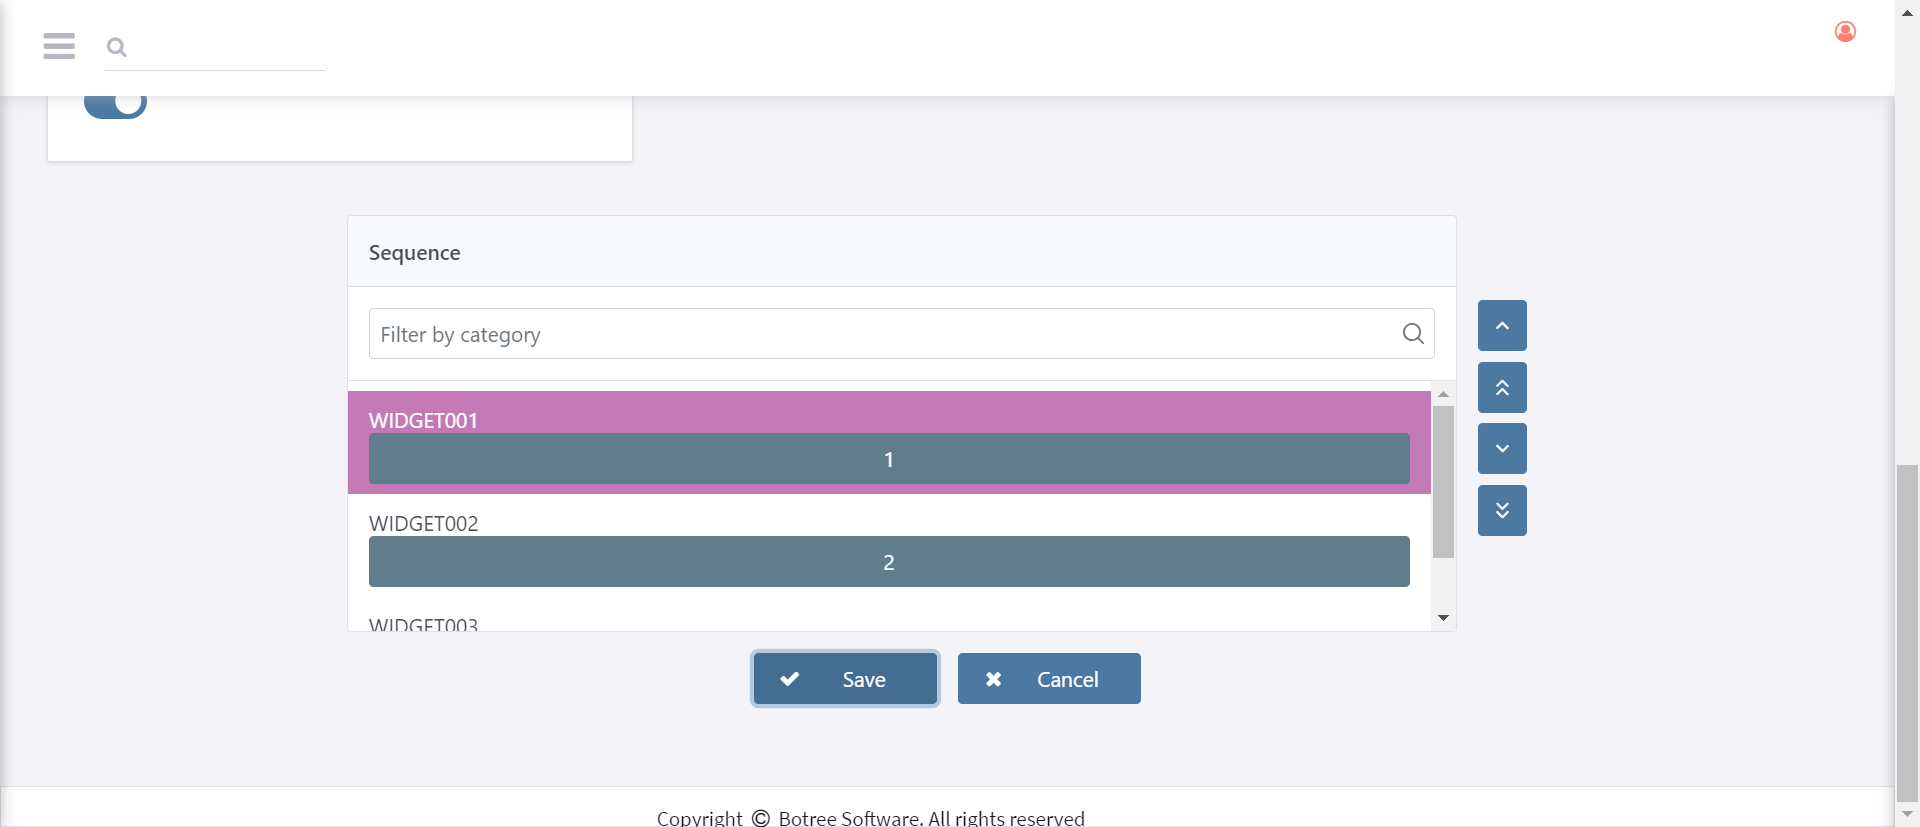 Sequence
Filter by category
WIDGET001
1
WIDGET002
2
WIDGET003
Save
Cancel
Copyright © Botree Software. All rights reserved